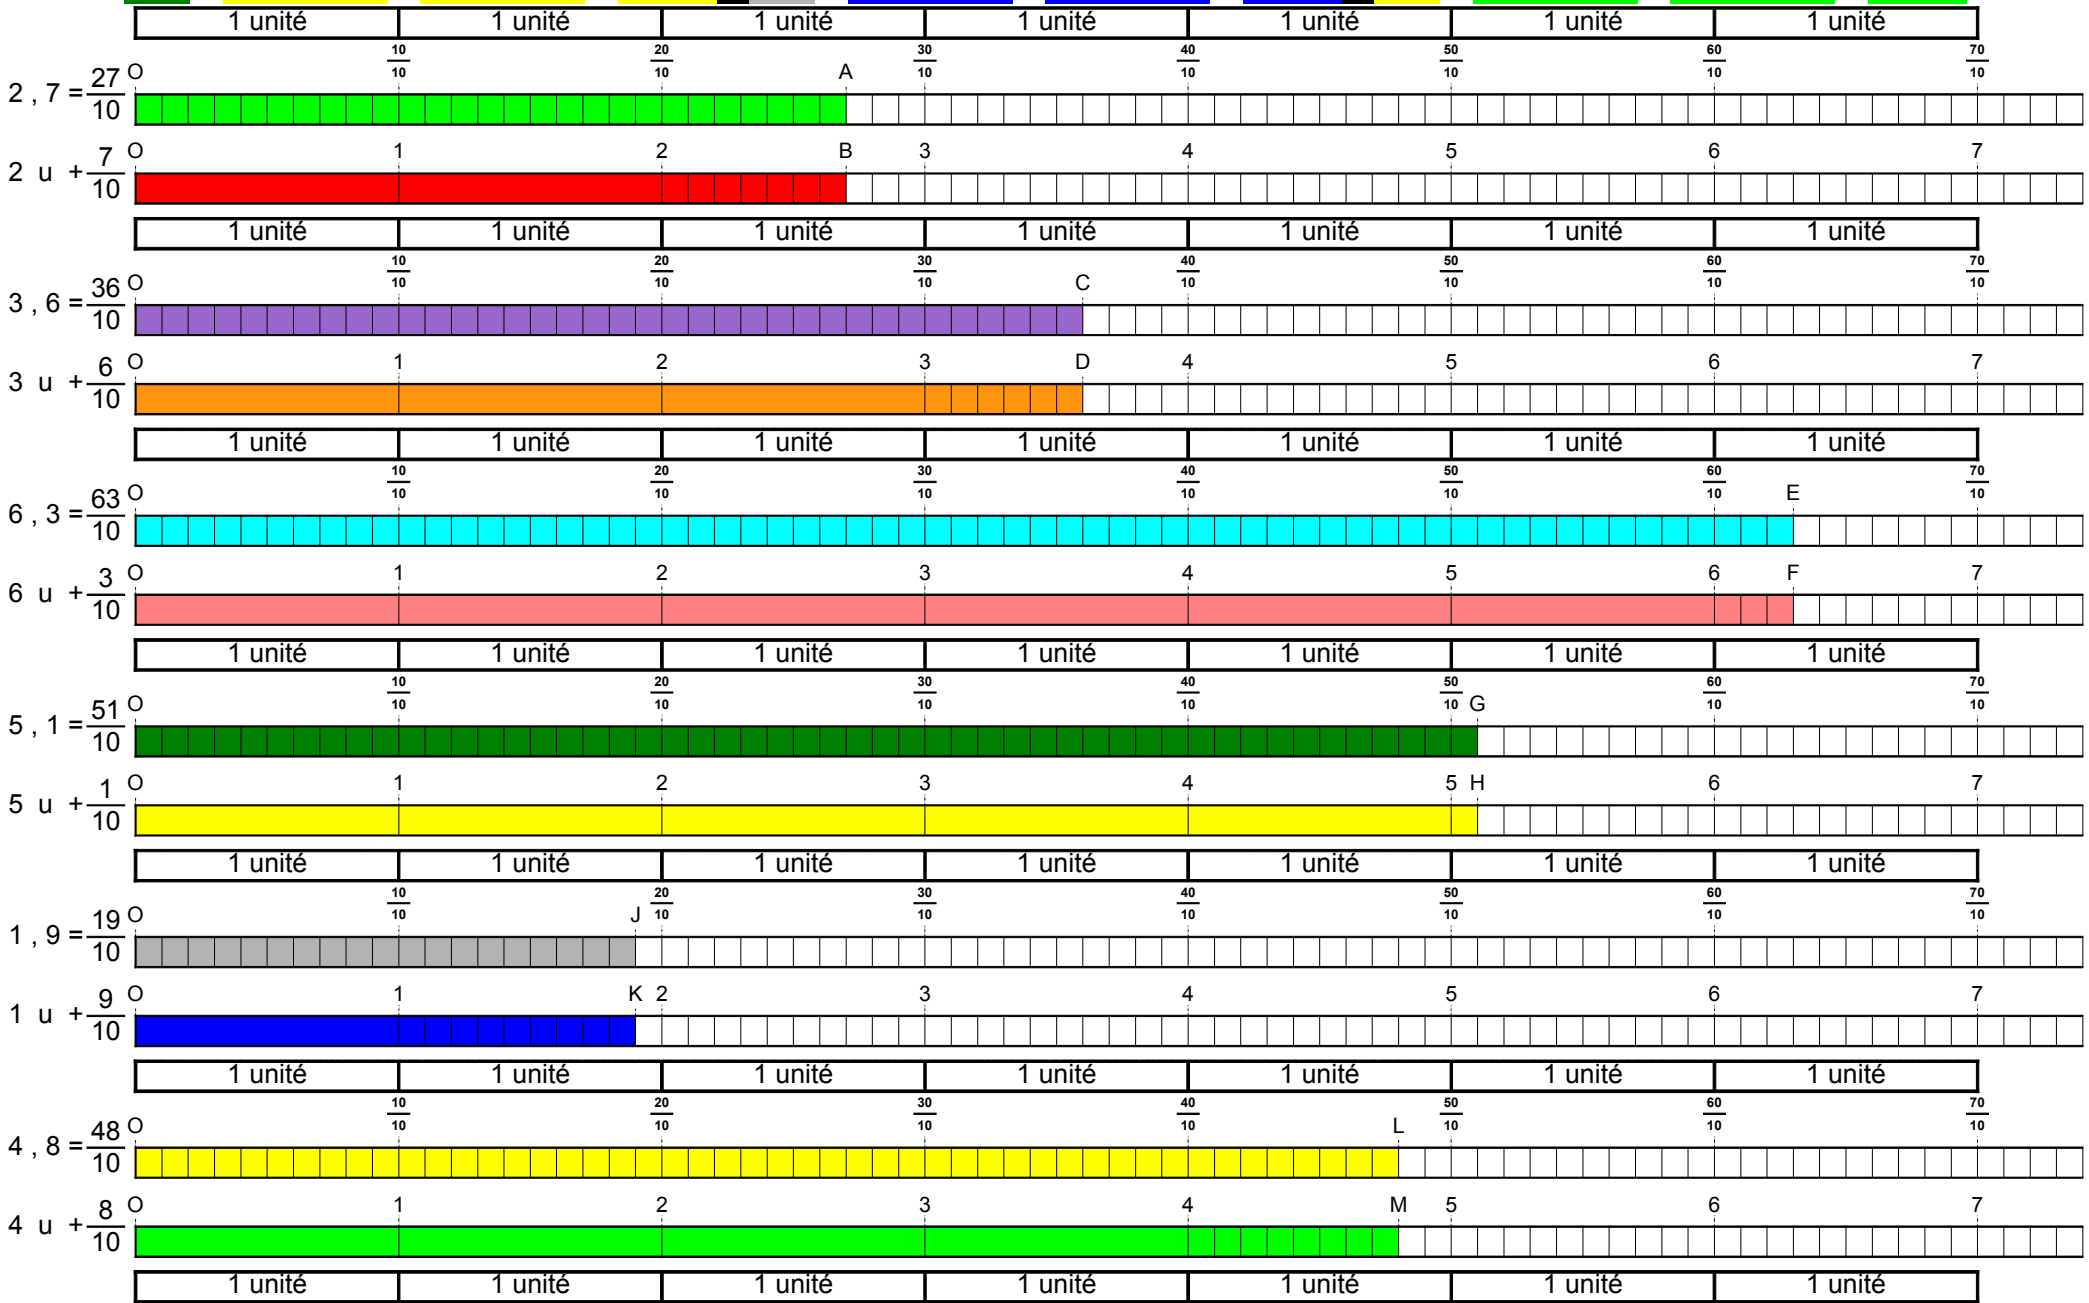 1 unité 1 unité 1 unité 1 unité 1 unité 1 unité 1 unité
10/10 20/10 30/10 40/10 50/10 60/10 70/10
2 , 7 = 27/10 O A
2 u + 7/10 O 1 2 B 3 4 5 6 7
1 unité 1 unité 1 unité 1 unité 1 unité 1 unité 1 unité
10/10 20/10 30/10 40/10 50/10 60/10 70/10
3 , 6 = 36/10 O C
3 u + 6/10 O 1 2 3 D 4 5 6 7
1 unité 1 unité 1 unité 1 unité 1 unité 1 unité 1 unité
10/10 20/10 30/10 40/10 50/10 60/10 70/10
6 , 3 = 63/10 O E
6 u + 3/10 O 1 2 3 4 5 6 F 7
1 unité 1 unité 1 unité 1 unité 1 unité 1 unité 1 unité
10/10 20/10 30/10 40/10 50/10 60/10 70/10
5 , 1 = 51/10 O G
5 u + 1/10 O 1 2 3 4 5 H 6 7
1 unité 1 unité 1 unité 1 unité 1 unité 1 unité 1 unité
10/10 20/10 30/10 40/10 50/10 60/10 70/10
1 , 9 = 19/10 O J
1 u + 9/10 O 1 K 2 3 4 5 6 7
1 unité 1 unité 1 unité 1 unité 1 unité 1 unité 1 unité
10/10 20/10 30/10 40/10 50/10 60/10 70/10
4 , 8 = 48/10 O L
4 u + 8/10 O 1 2 3 4 M 5 6 7
1 unité 1 unité 1 unité 1 unité 1 unité 1 unité 1 unité